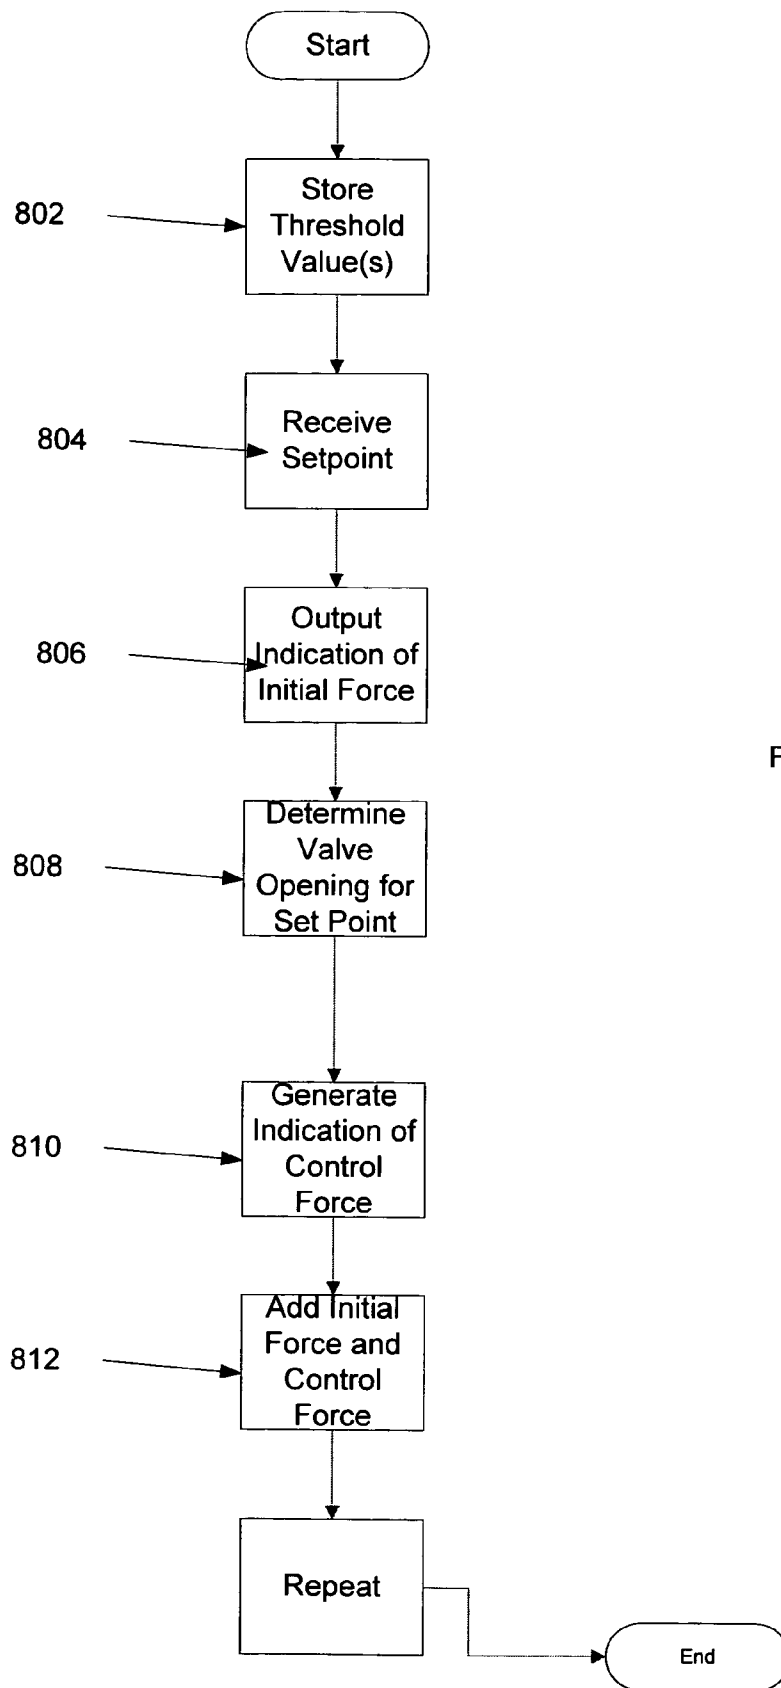 Start
802
Store
Threshold
Value(s)
804
Receive
Setpoint
806
Output
Indication of
Initial Force
F
808
Determine
Valve
Opening for
Set Point
810
Generate
Indication of
Control
Force
812
Add Initial
Force and
Control
Force
Repeat
End